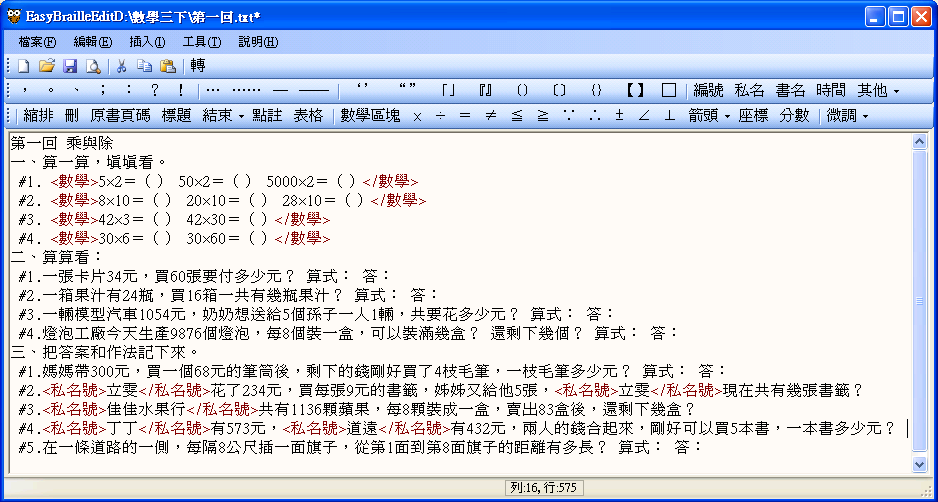 EasyBrailleEditD:\數學三下\第一回.txt*
檔案(F) 編輯(E) 插入(I) 工具(T) 說明(H)
轉
， 。 、 ； ： ？ ！ … …… — —— ‘’ “” 「」 『』 （） 〔〕 ｛｝ 【】 □ 編號 私名 書名 時間 其他
縮排 刪 原書頁碼 標題 結束 點註 表格 數學區塊 × ÷ ＝ ≠ ≦ ≧ ∵ ∴ ± ∠ ⊥ 箭頭 座標 分數 微調
第一回 乘與除
一、算一算，填填看。
#1. <數學>5×2＝（ ） 50×2＝（ ） 5000×2＝（ ）</數學>
#2. <數學>8×10＝（ ） 20×10＝（ ） 28×10＝（ ）</數學>
#3. <數學>42×3＝（ ） 42×30＝（ ）</數學>
#4. <數學>30×6＝（ ） 30×60＝（ ）</數學>
二、算算看：
#1.一張卡片34元，買60張要付多少元？ 算式： 答：
#2.一箱果汁有24瓶，買16箱一共有幾瓶果汁？ 算式： 答：
#3.一輛模型汽車1054元，奶奶想送給5個孫子一人1輛，共要花多少元？ 算式： 答：
#4.燈泡工廠今天生產9876個燈泡，每8個裝一盒，可以裝滿幾盒？ 還剩下幾個？ 算式： 答：
三、把答案和作法記下來。
#1.媽媽帶300元，買一個68元的筆筒後，剩下的錢剛好買了4枝毛筆，一枝毛筆多少元？ 算式： 答：
#2.<私名號>立雯</私名號>花了234元，買每張9元的書籤，姊姊又給他5張，<私名號>立雯</私名號>現在共有幾張書籤？
#3.<私名號>佳佳水果行</私名號>共有1136顆蘋果，每8顆裝成一盒，賣出83盒後，還剩下幾盒？
#4.<私名號>丁丁</私名號>有573元，<私名號>道遠</私名號>有432元，兩人的錢合起來，剛好可以買5本書，一本書多少元？
#5.在一條道路的一側，每隔8公尺插一面旗子，從第1面到第8面旗子的距離有多長？ 算式： 答：
列:16, 行:575